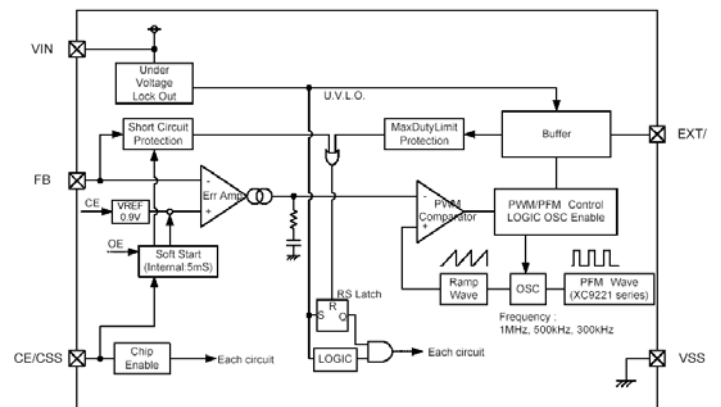 VIN
Under
Voltage
Lock Out
U.V.L.O.
Short Circuit
Protection
MaxDutyLimit
Protection
Buffer
EXT/
FB
Err Amp
-
+
CE
VREF
0.9V
PWM
Comparator
-
+
PWM/PFM Control
LOGIC OSC Enable
OE
Soft Start
(Internal:5mS)
Ramp
Wave
OSC
PFM Wave
(XC9221 series)
RS Latch
R
S
Q
Frequency :
1MHz, 500kHz, 300kHz
CE/CSS
Chip
Enable
Each circuit
LOGIC
Each circuit
VSS